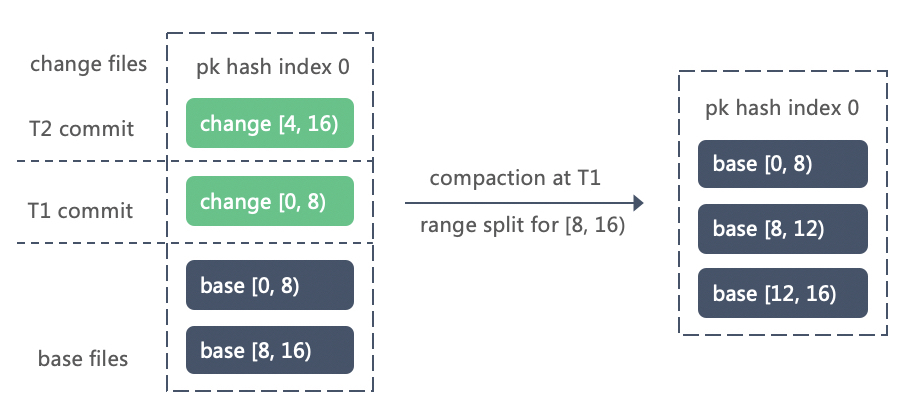 change files
pk hash index 0
T2 commit
change [4, 16)
T1 commit
change [0, 8)
base [0, 8)
base [8, 16)
base files
compaction at T1
range split for [8, 16)
pk hash index 0
base [0, 8)
base [8, 12)
base [12, 16)